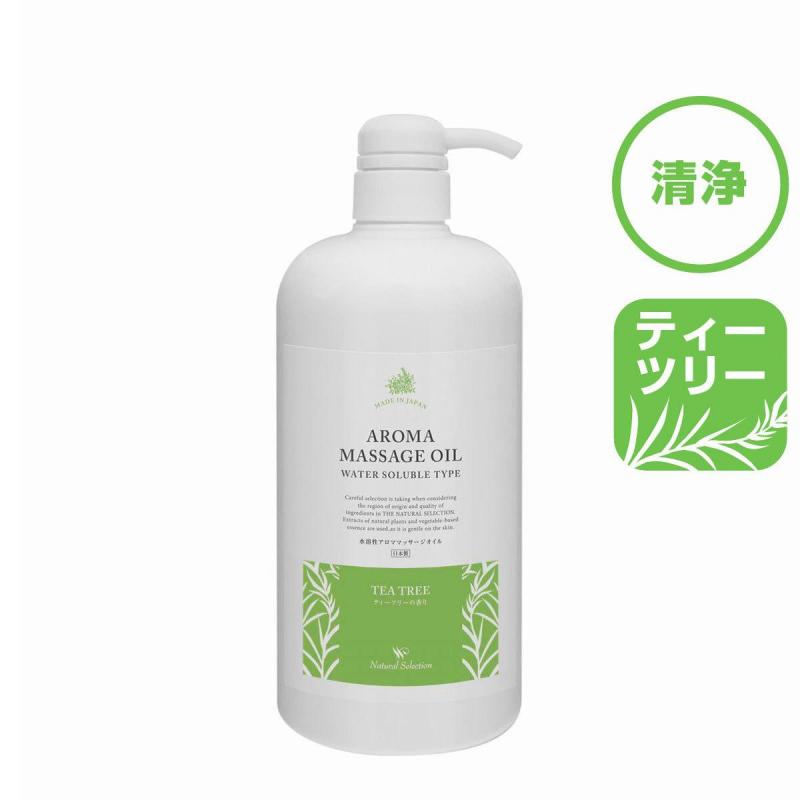 清浄
ティー
ツリー
MADE IN JAPAN
AROMA
MASSAGE OIL
WATER SOLUBLE TYPE
Careful selection is taking when considering
the region of origin and quality of
ingredients in THE NATURAL SELECTION.
Extracts of natural plants and vegetable-based
essence are used,as it is gentle on the skin.
水溶性アロママッサージオイル
日本製
TEA TREE
ティーツリーの香り
Natural Selection